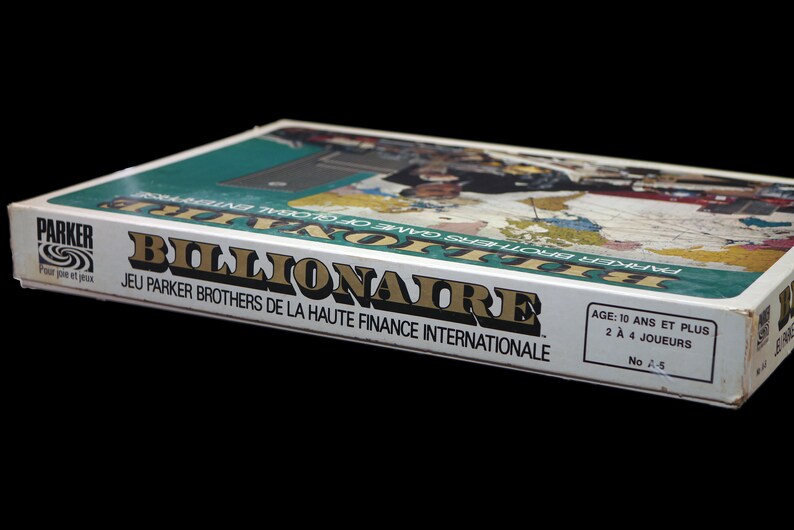 BILLIONAIRE
PARKER BROTHERS GAME OF GLOBAL ENTERPRISE
PARKER
Pour joie et jeux
BILLIONAIRE™
JEU PARKER BROTHERS DE LA HAUTE FINANCE INTERNATIONALE
AGE: 10 ANS ET PLUS
2 À 4 JOUEURS
No A-5